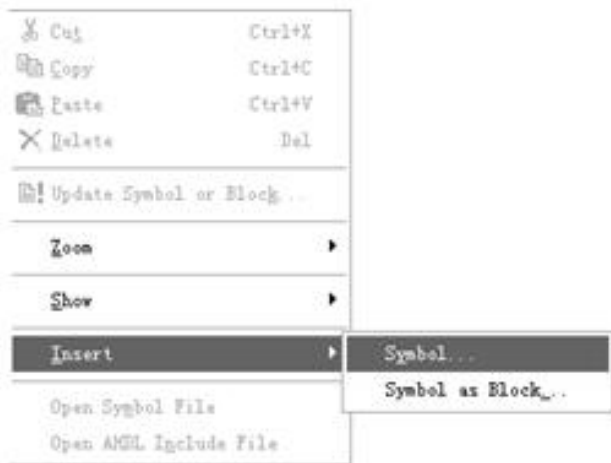 Cut Ctrl+X
Copy Ctrl+C
Paste Ctrl+V
Delete Del
Update Symbol or Block...
Zoom
Show
Insert
Symbol...
Symbol as Block...
Open Symbol File
Open AHDL Include File